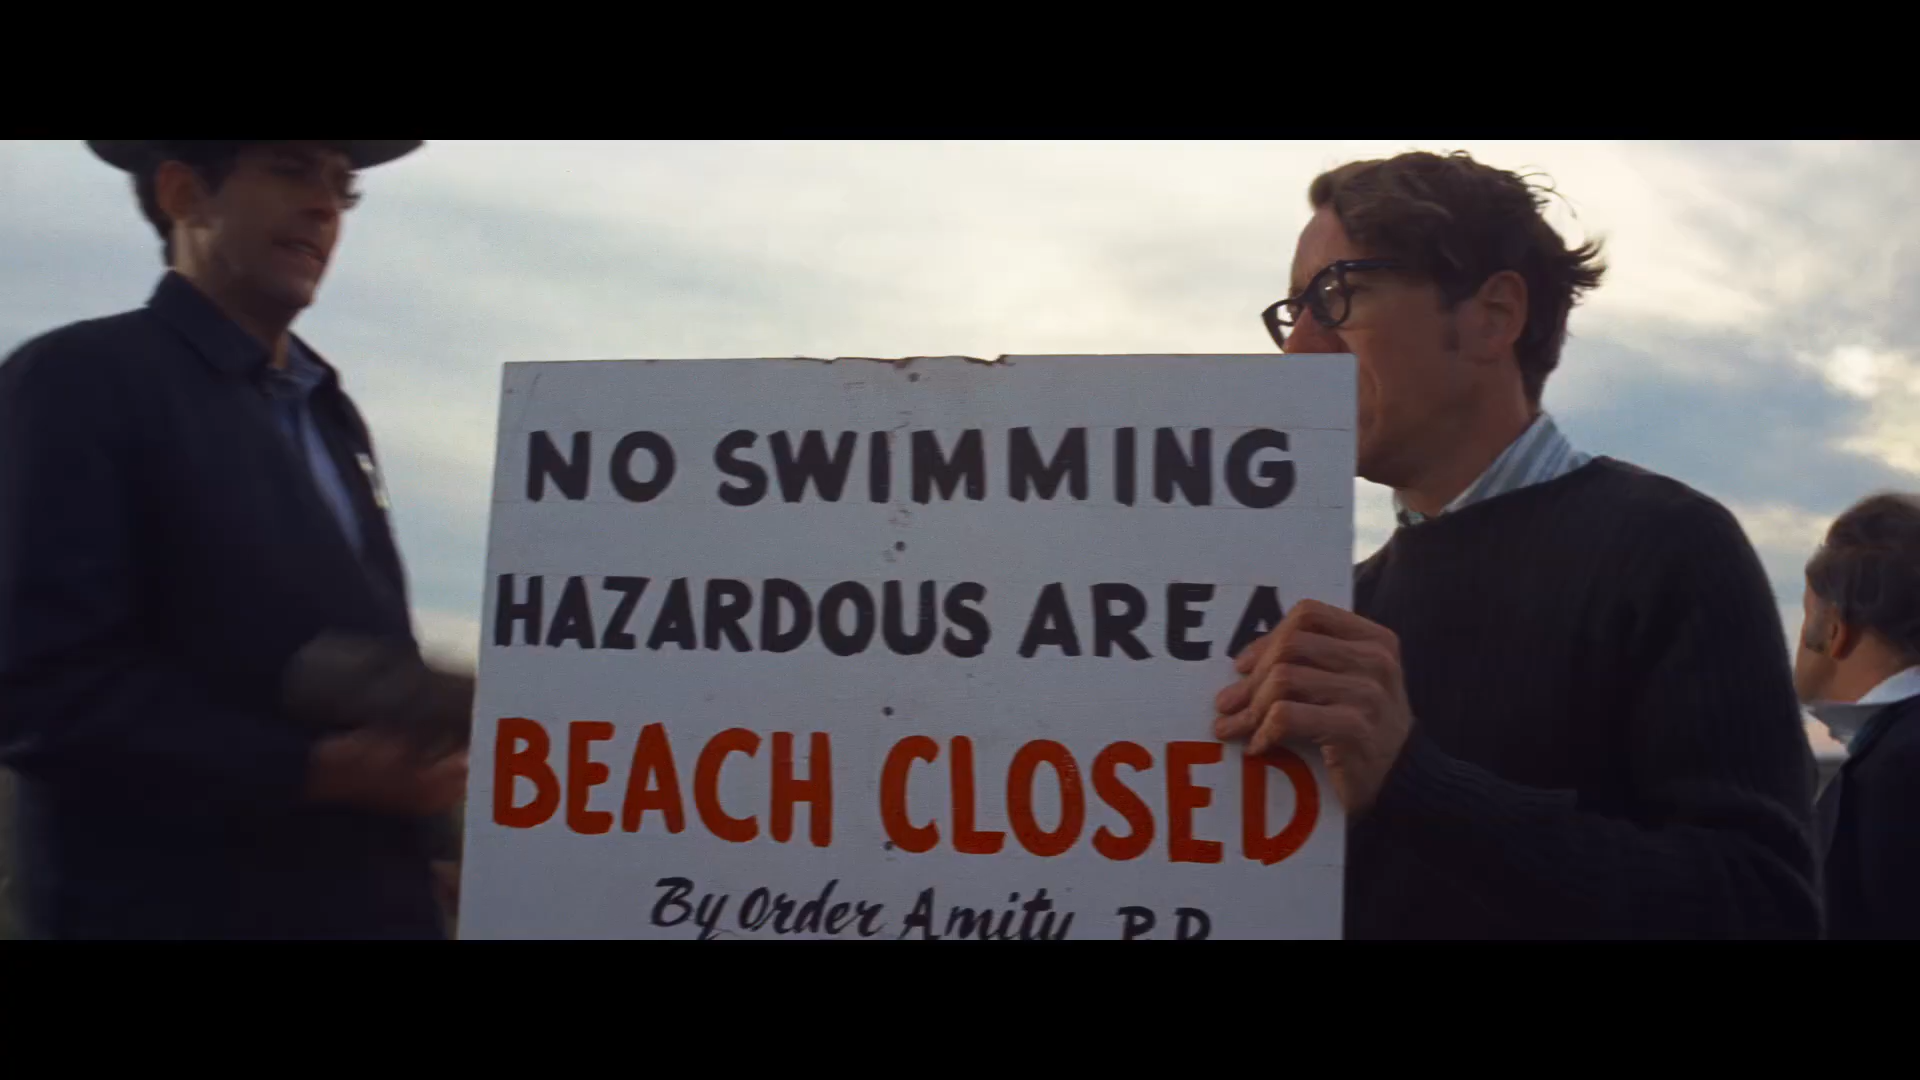 NO SWIMMING
HAZARDOUS AREA
BEACH CLOSED
By Order Amity P.D.